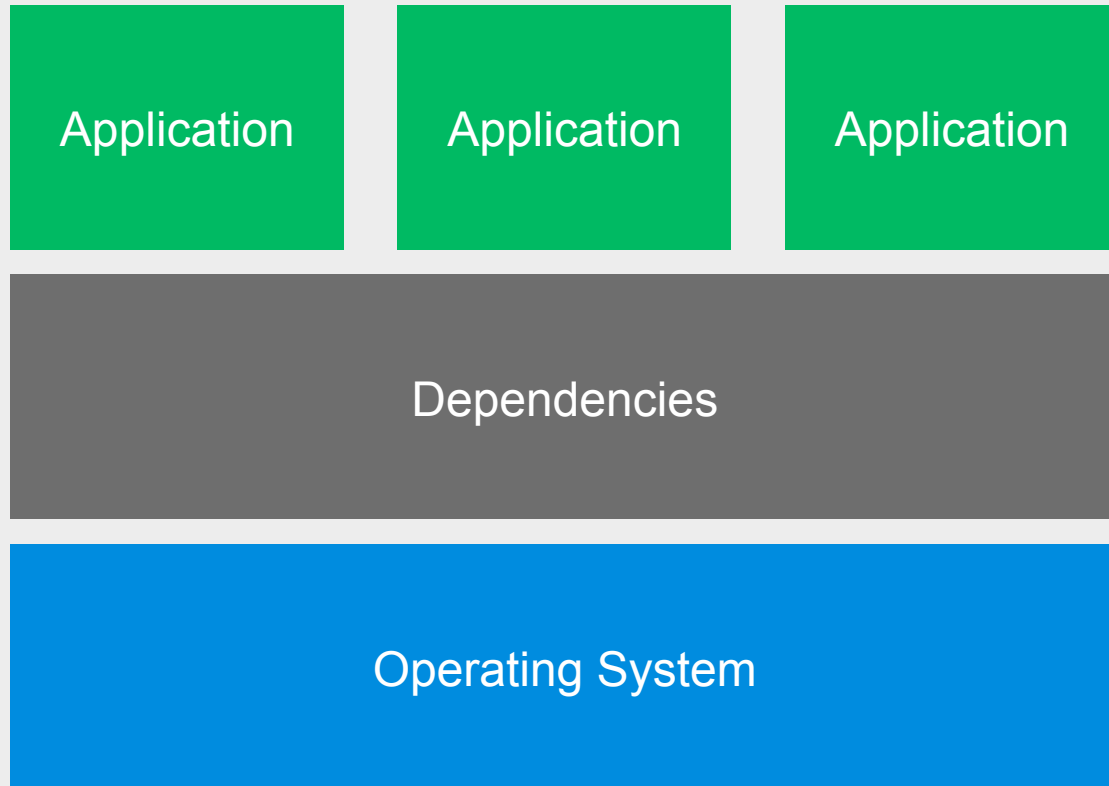 Application
Application
Application
Dependencies
Operating System